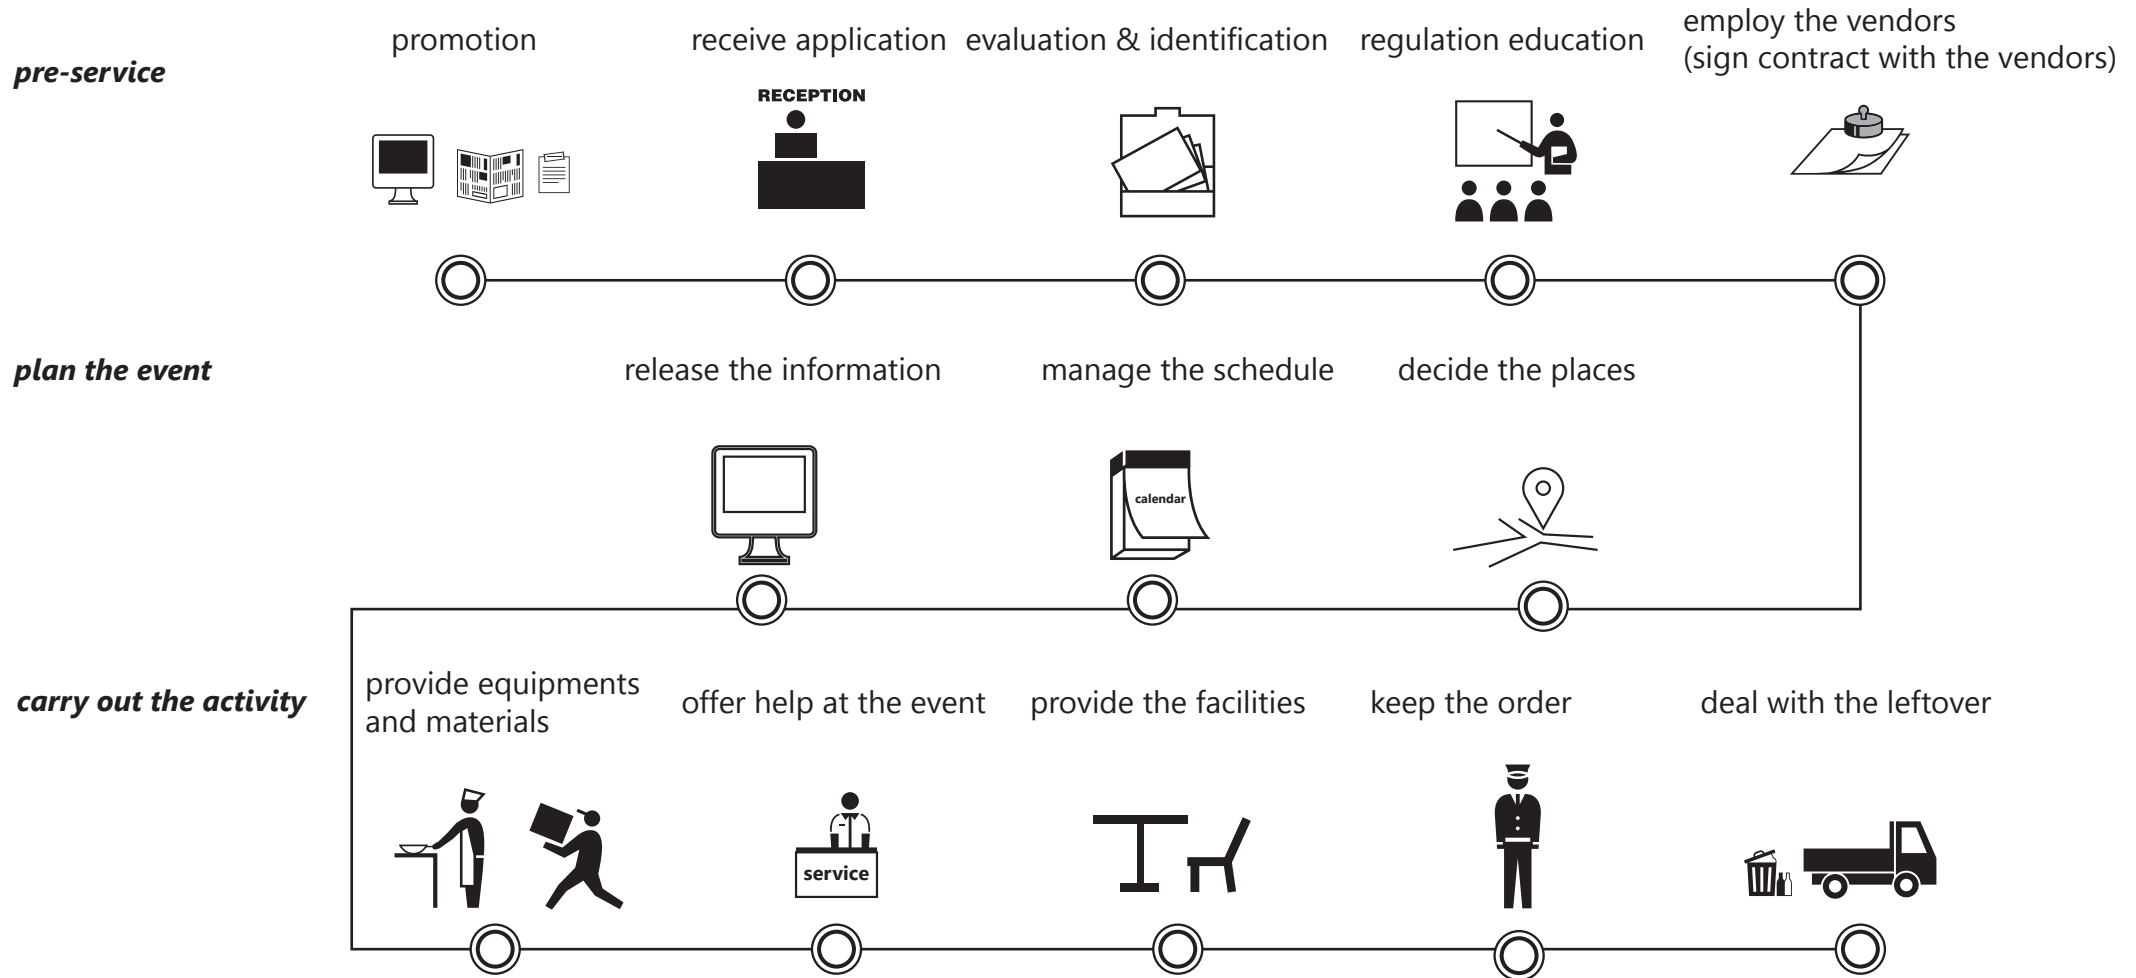 pre-service
promotion
receive application
evaluation & identification
regulation education
employ the vendors
(sign contract with the vendors)
RECEPTION
plan the event
release the information
manage the schedule
decide the places
calendar
carry out the activity
provide equipments
and materials
offer help at the event
provide the facilities
keep the order
deal with the leftover
service